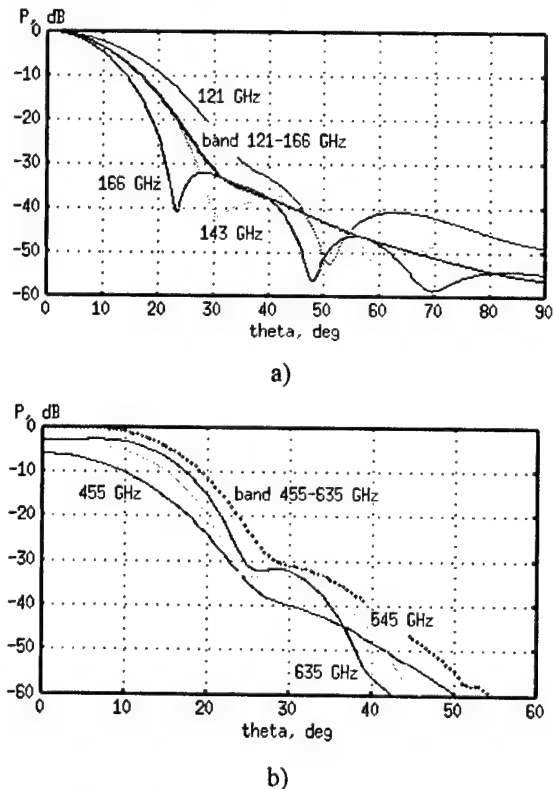 P, dB
0
-10
-20
-30
-40
-50
-60
121 GHz
band 121-166 GHz
166 GHz
143 GHz
0 10 20 30 40 50 60 70 80 90
theta, deg
a)
P, dB
0
-10
-20
-30
-40
-50
-60
455 GHz
band 455-635 GHz
545 GHz
635 GHz
0 10 20 30 40 50 60
theta, deg
b)